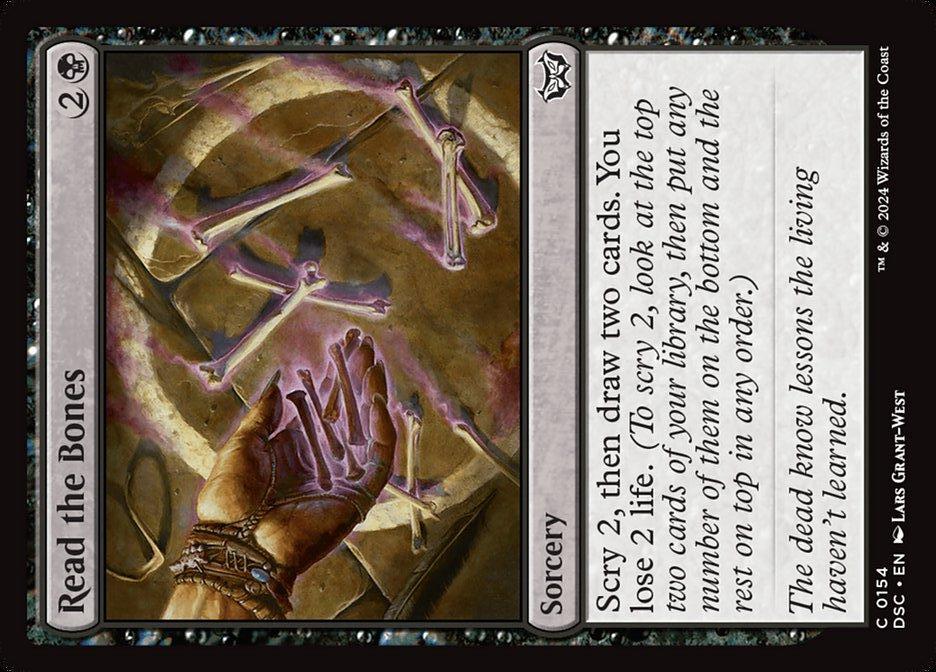 Read the Bones
2
Sorcery
Scry 2, then draw two cards. You
lose 2 life. (To scry 2, look at the top
two cards of your library, then put any
number of them on the bottom and the
rest on top in any order.)
The dead know lessons the living
haven't learned.
C 0154
DSC • EN LARS GRANT-WEST
™ & © 2024 Wizards of the Coast